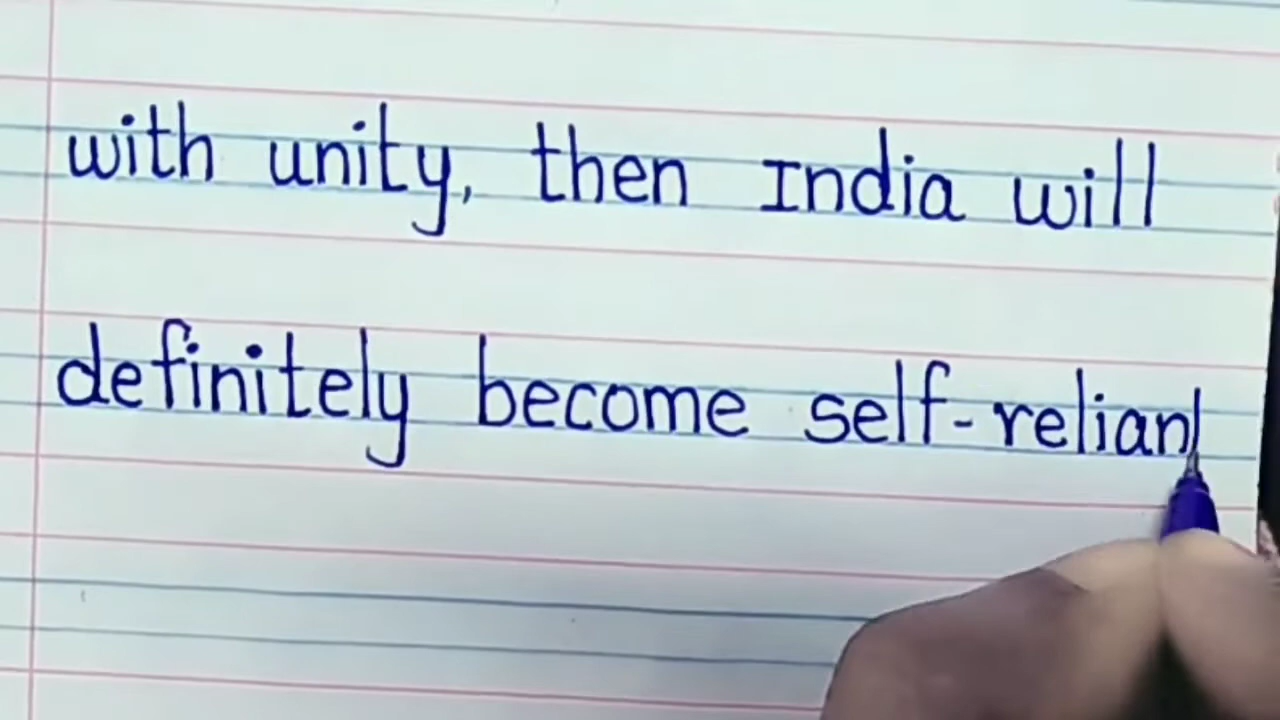 with unity, then India will
definitely become self-relian